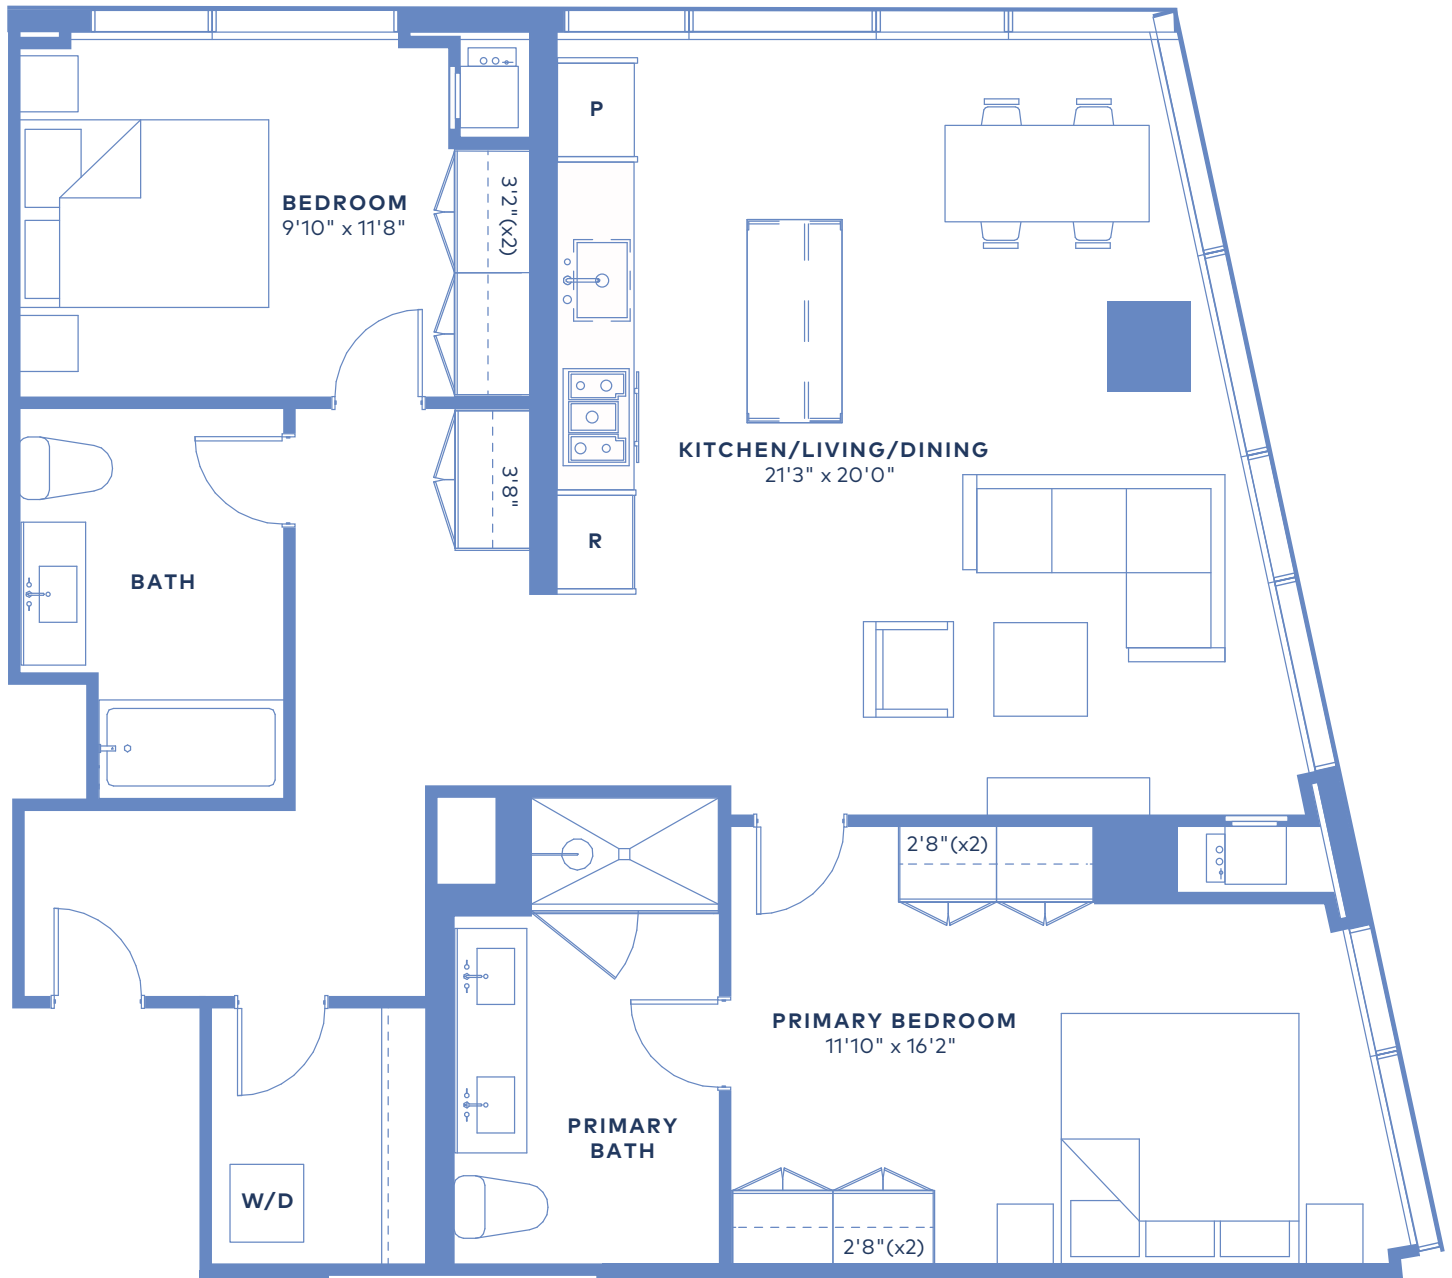 P
BEDROOM
9'10" x 11'8"
3'2"(x2)
KITCHEN/LIVING/DINING
21'3" x 20'0"
3'8"
R
BATH
2'8"(x2)
PRIMARY BEDROOM
11'10" x 16'2"
PRIMARY
BATH
W/D
2'8"(x2)